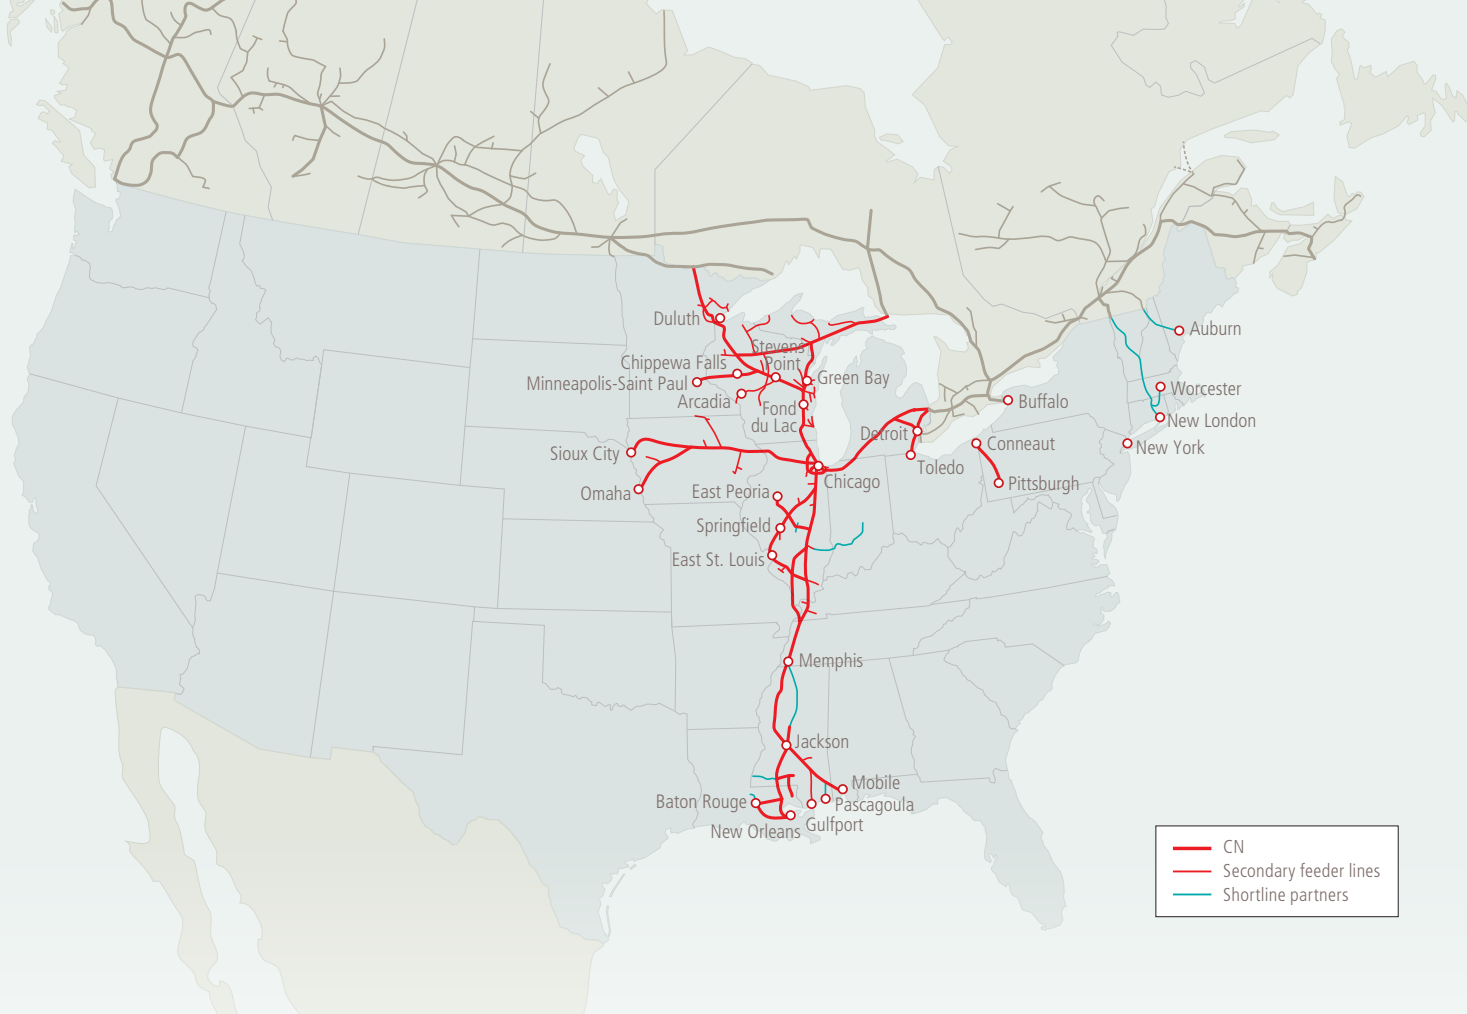 Duluth
Auburn
Stevens
Point
Chippewa Falls
Minneapolis-Saint Paul
Green Bay
Worcester
Arcadia
Buffalo
Fond
du Lac
New London
Detroit
Conneaut
New York
Sioux City
Toledo
Chicago
Pittsburgh
Omaha
East Peoria
Springfield
East St. Louis
Memphis
Jackson
Mobile
Baton Rouge
Pascagoula
Gulfport
New Orleans
CN
Secondary feeder lines
Shortline partners